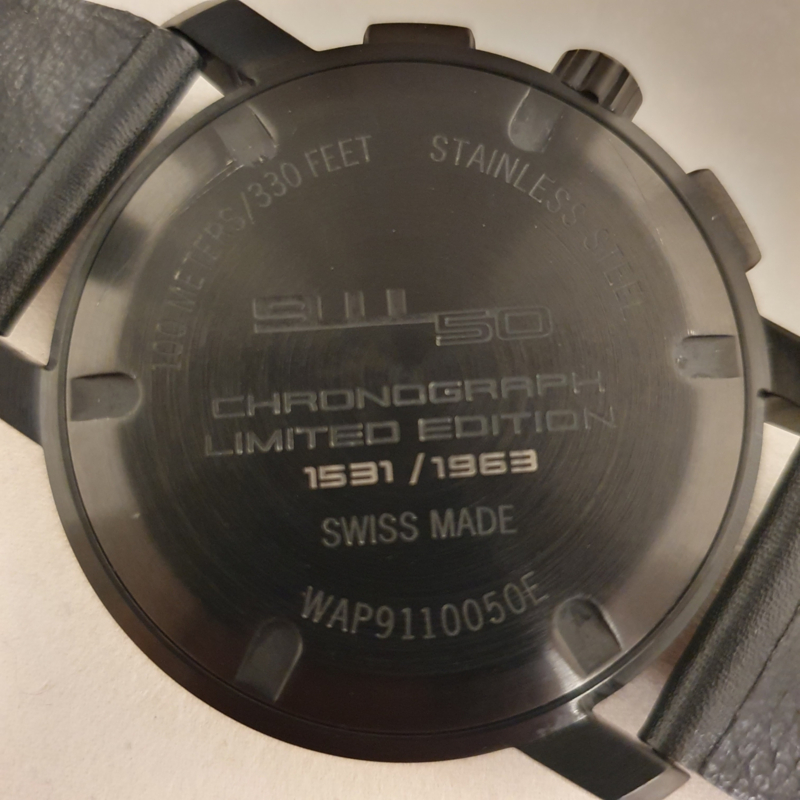 100 METERS/330 FEET
STAINLESS STEEL
911 50
CHRONOGRAPH
LIMITED EDITION
1531/1963
SWISS MADE
WAP9110050E